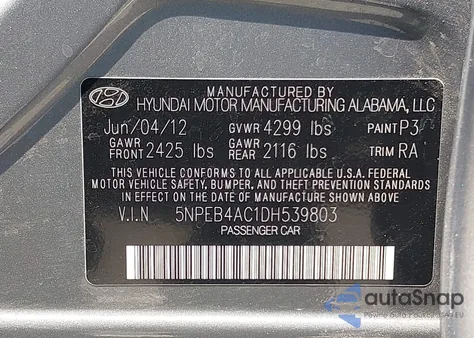 MANUFACTURED BY
HYUNDAI MOTOR MANUFACTURING ALABAMA, LLC
Jun/04/12 GVWR 4299 lbs PAINT P3
GAWR FRONT 2425 lbs GAWR REAR 2116 lbs TRIM RA
THIS VEHICLE CONFORMS TO ALL APPLICABLE U.S.A. FEDERAL
MOTOR VEHICLE SAFETY, BUMPER, AND THEFT PREVENTION STANDARDS
IN EFFECT ON THE DATE OF MANUFACTURE SHOWN ABOVE.
V.I.N 5NPEB4AC1DH539803
PASSENGER CAR
autoSnap